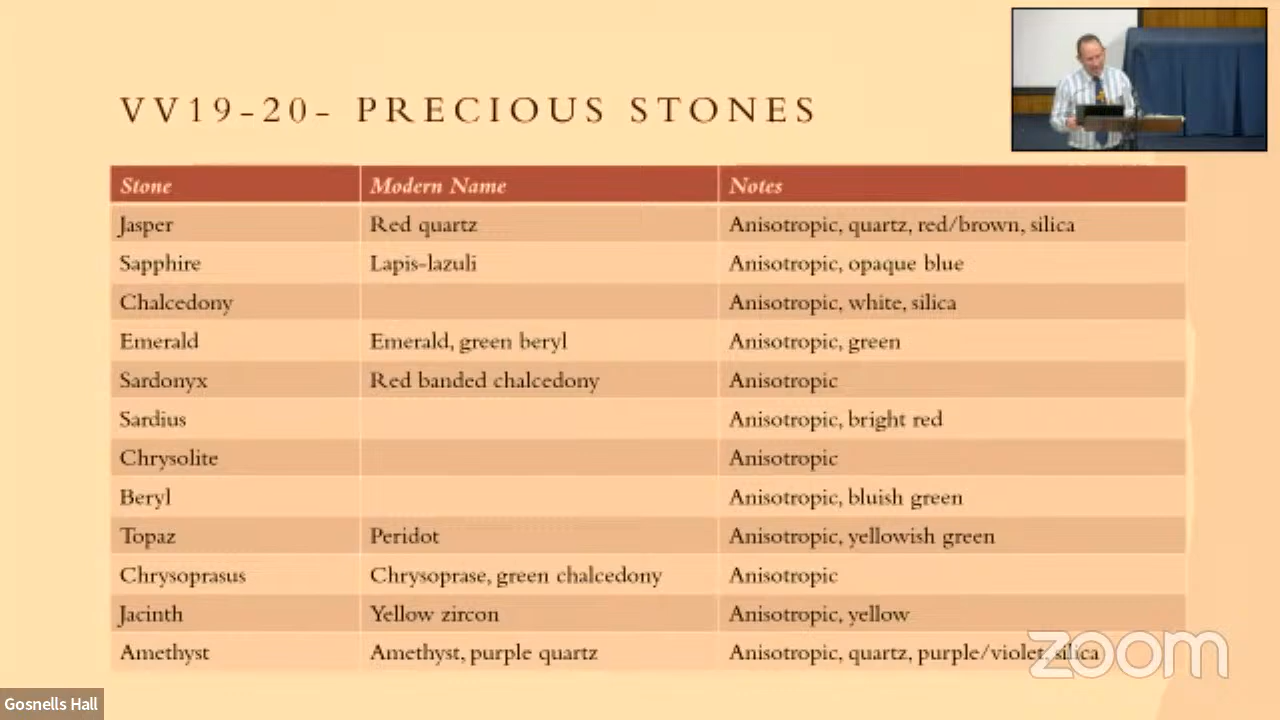 VV19-20- PRECIOUS STONES
Stone Modern Name Notes
Jasper Red quartz Anisotropic, quartz, red/brown, silica
Sapphire Lapis-lazuli Anisotropic, opaque blue
Chalcedony Anisotropic, white, silica
Emerald Emerald, green beryl Anisotropic, green
Sardonyx Red banded chalcedony Anisotropic
Sardius Anisotropic, bright red
Chrysolite Anisotropic
Beryl Anisotropic, bluish green
Topaz Peridot Anisotropic, yellowish green
Chrysoprasus Chrysoprase, green chalcedony Anisotropic
Jacinth Yellow zircon Anisotropic, yellow
Amethyst Amethyst, purple quartz Anisotropic, quartz, purple/violet, silica
zoom
Gosnells Hall